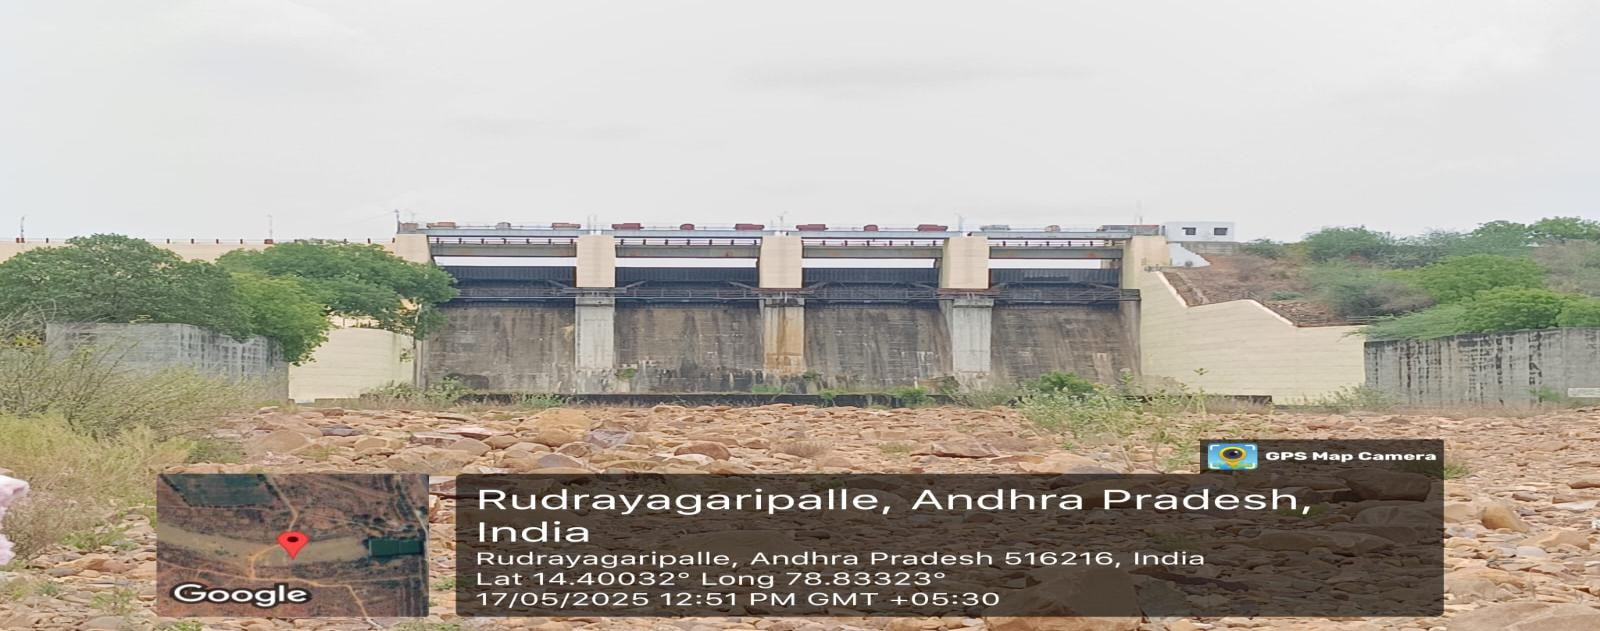 GPS Map Camera
Rudrayagaripalle, Andhra Pradesh,
India
Rudrayagaripalle, Andhra Pradesh 516216, India
Lat 14.40032° Long 78.83323°
17/05/2025 12:51 PM GMT +05:30
Google